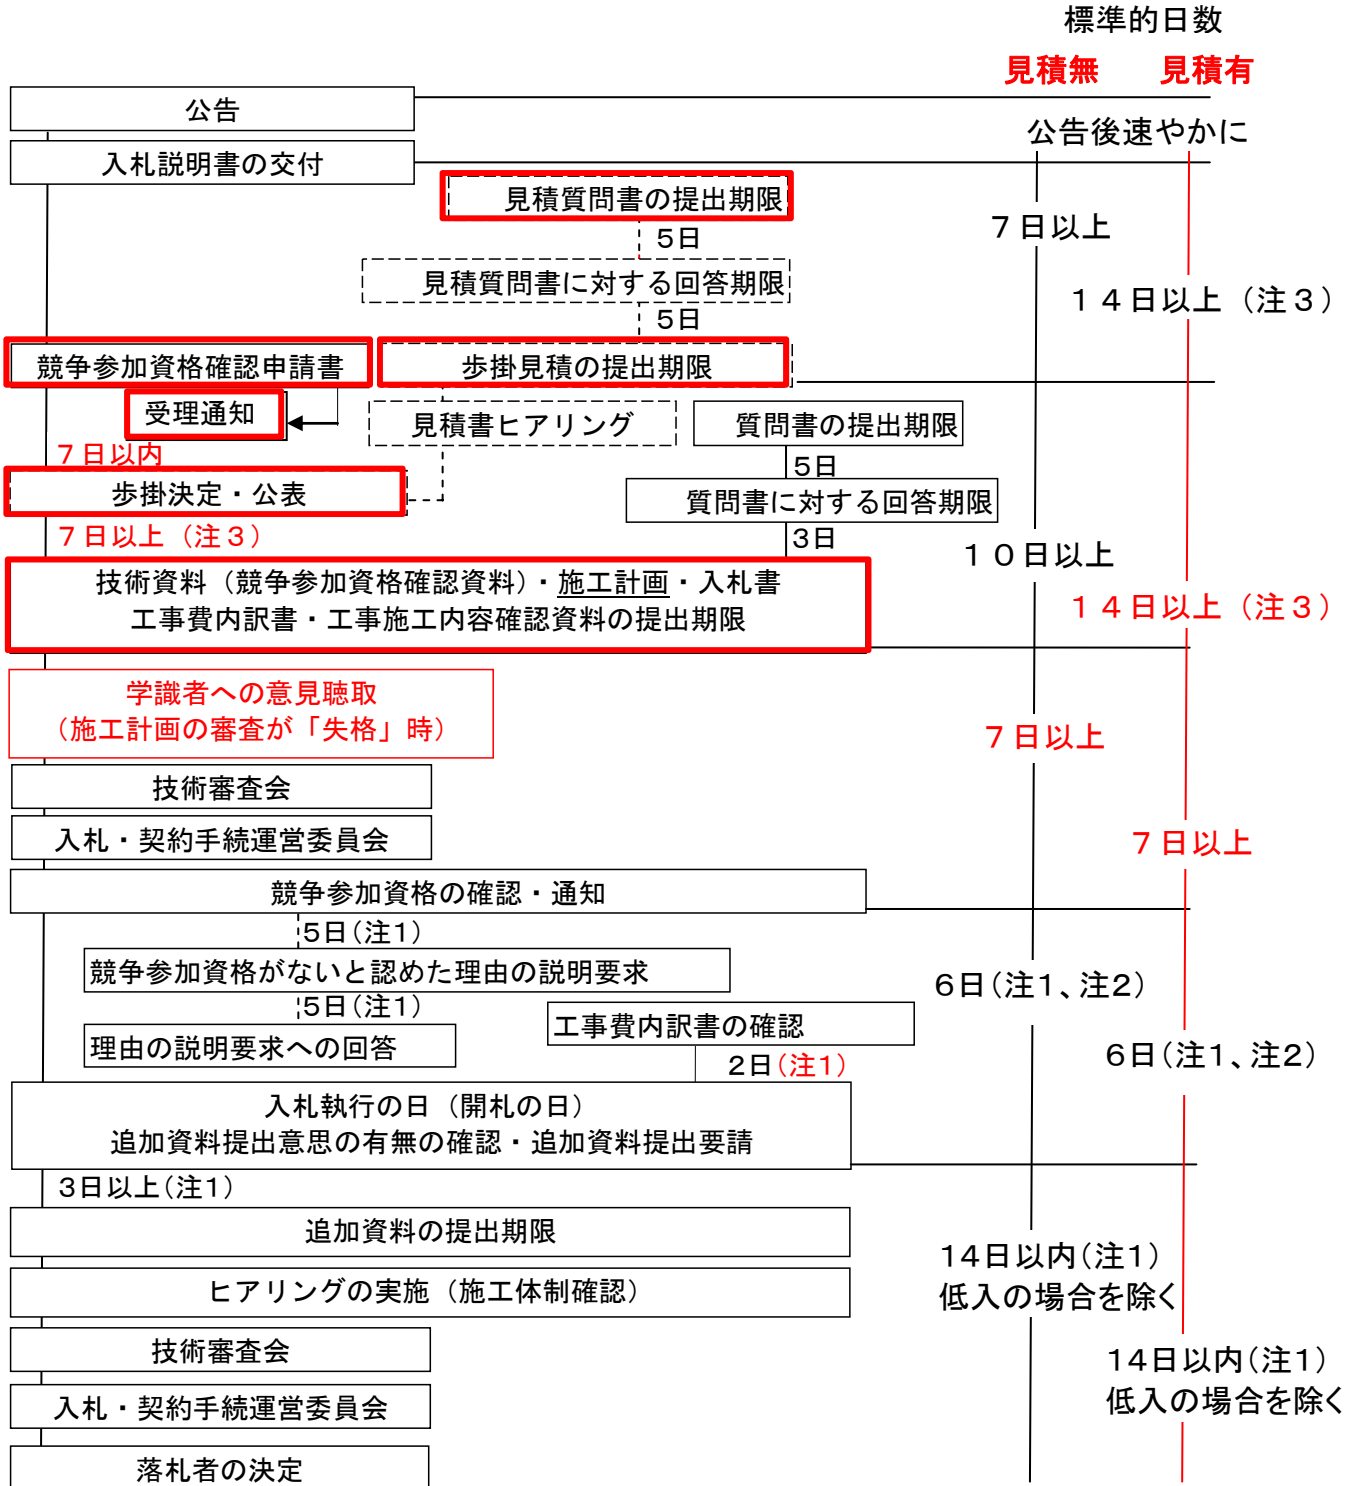 標準的日数
見積無 見積有
公告
公告後速やかに
入札説明書の交付
見積質問書の提出期限
7日以上
5日
見積質問書に対する回答期限
14日以上（注3）
5日
競争参加資格確認申請書
歩掛見積の提出期限
受理通知
見積書ヒアリング
質問書の提出期限
7日以内
5日
歩掛決定・公表
質問書に対する回答期限
7日以上（注3）
3日
10日以上
技術資料（競争参加資格確認資料）・施工計画・入札書
工事費内訳書・工事施工内容確認資料の提出期限
14日以上（注3）
学識者への意見聴取
（施工計画の審査が「失格」時）
7日以上
技術審査会
入札・契約手続運営委員会
7日以上
競争参加資格の確認・通知
5日(注1)
競争参加資格がないと認めた理由の説明要求
6日(注1、注2)
5日(注1)
工事費内訳書の確認
理由の説明要求への回答
6日(注1、注2)
2日(注1)
入札執行の日（開札の日）
追加資料提出意思の有無の確認・追加資料提出要請
3日以上(注1)
追加資料の提出期限
14日以内(注1)
低入の場合を除く
ヒアリングの実施（施工体制確認）
技術審査会
14日以内(注1)
低入の場合を除く
入札・契約手続運営委員会
落札者の決定